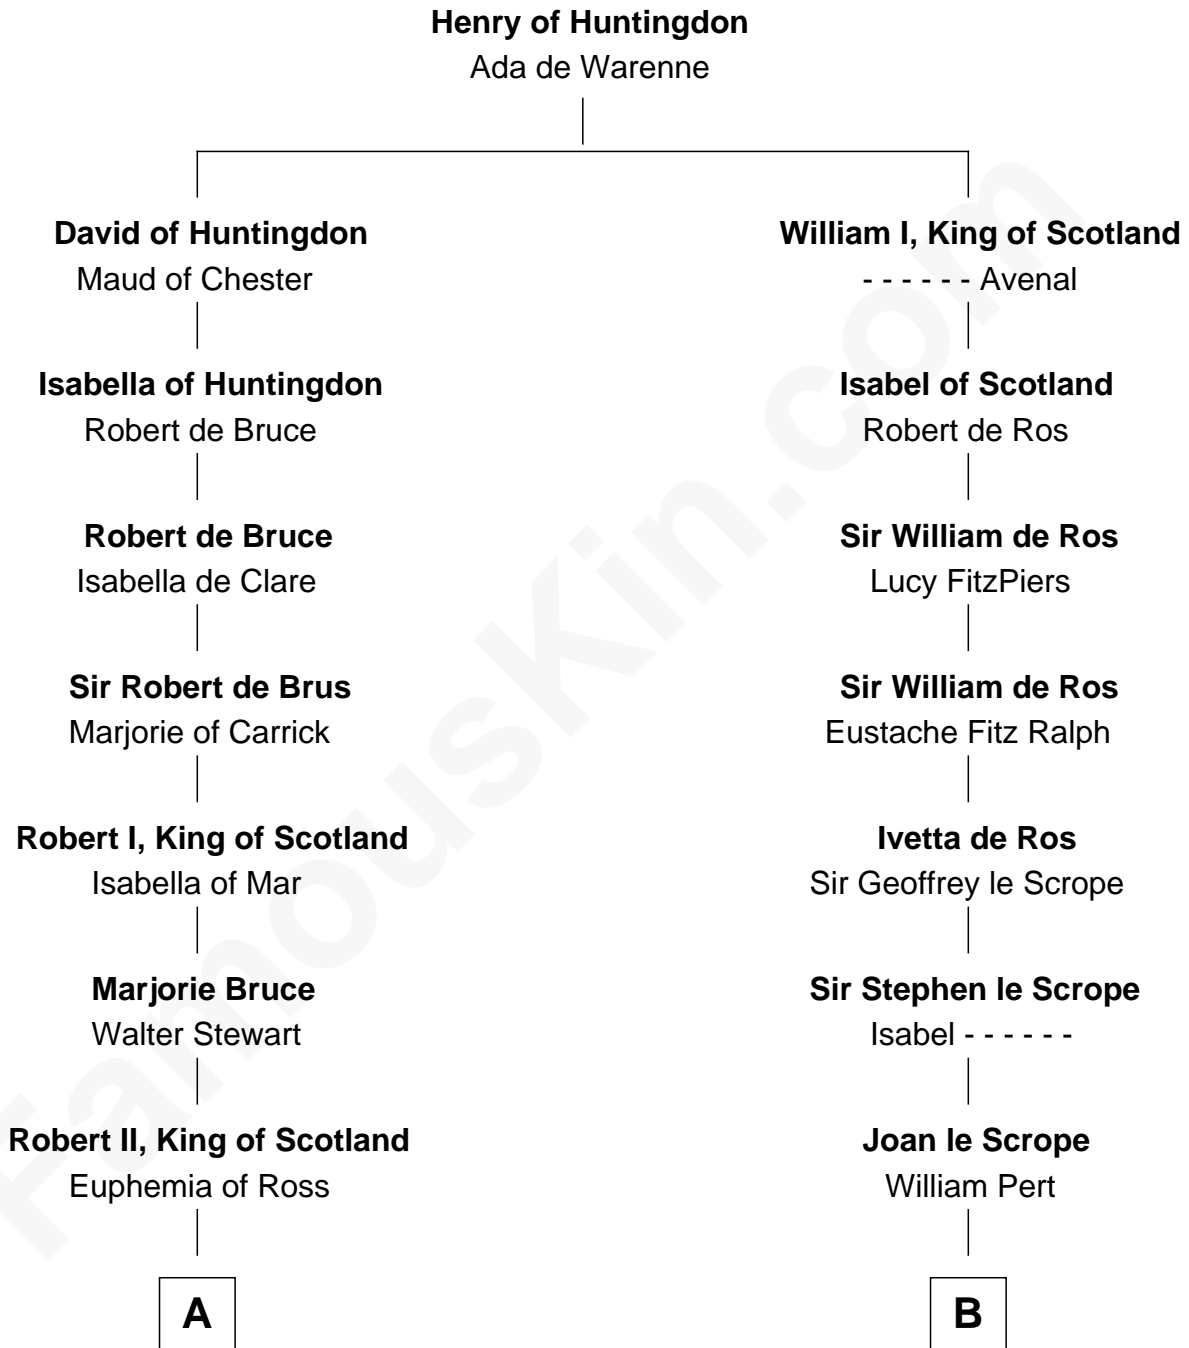 Henry of Huntingdon
Ada de Warenne
David of Huntingdon
Maud of Chester
William I, King of Scotland
- - - - - - Avenal
Isabella of Huntingdon
Robert de Bruce
Isabel of Scotland
Robert de Ros
Robert de Bruce
Isabella de Clare
Sir William de Ros
Lucy FitzPiers
Sir Robert de Brus
Marjorie of Carrick
Sir William de Ros
Eustache Fitz Ralph
Robert I, King of Scotland
Isabella of Mar
Ivetta de Ros
Sir Geoffrey le Scrope
Marjorie Bruce
Walter Stewart
Sir Stephen le Scrope
Isabel - - - - - -
Robert II, King of Scotland
Euphemia of Ross
Joan le Scrope
William Pert
A
B
FamousKin.com